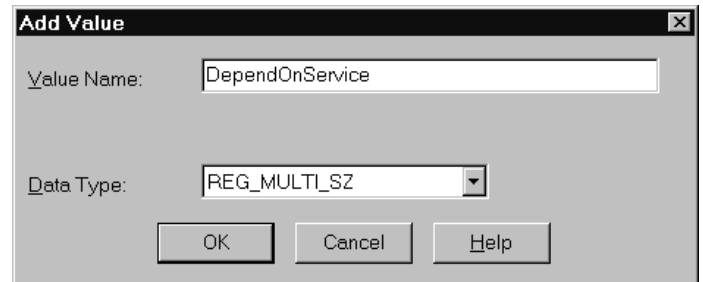 Add Value
Value Name: DependOnService
Data Type: REG_MULTI_SZ
OK Cancel Help